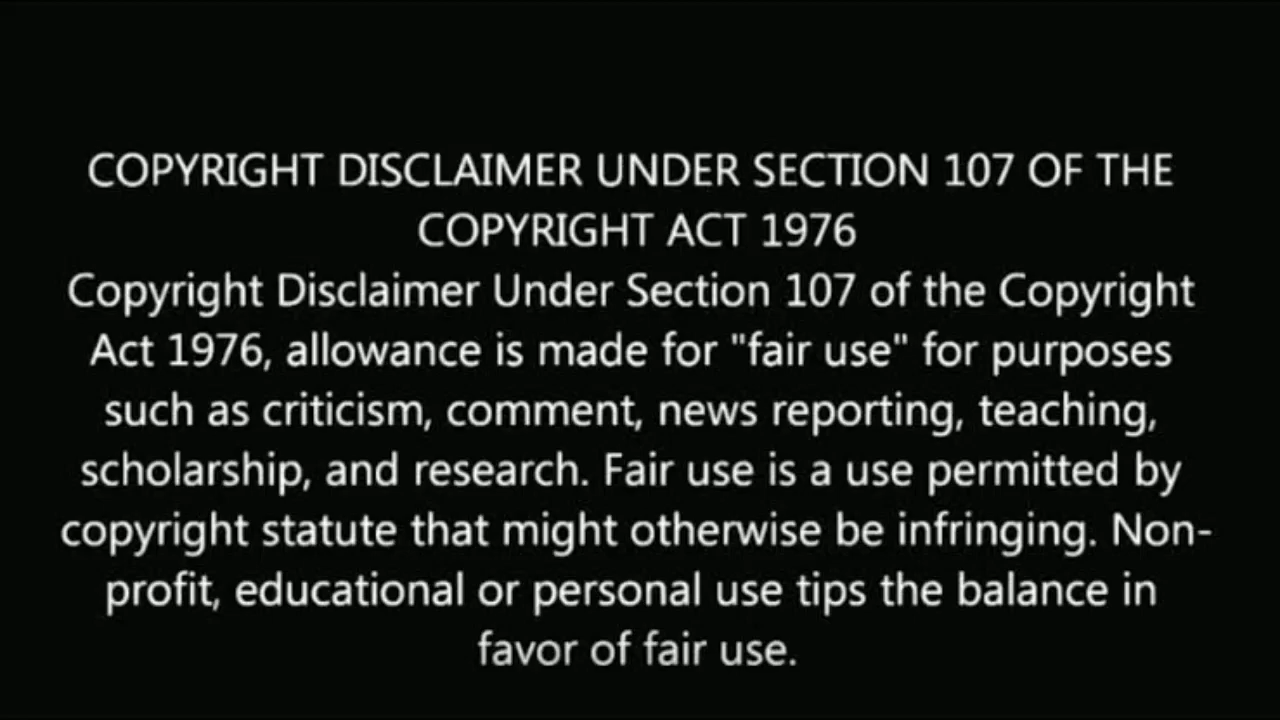 COPYRIGHT DISCLAIMER UNDER SECTION 107 OF THE
COPYRIGHT ACT 1976
Copyright Disclaimer Under Section 107 of the Copyright
Act 1976, allowance is made for "fair use" for purposes
such as criticism, comment, news reporting, teaching,
scholarship, and research. Fair use is a use permitted by
copyright statute that might otherwise be infringing. Non-
profit, educational or personal use tips the balance in
favor of fair use.